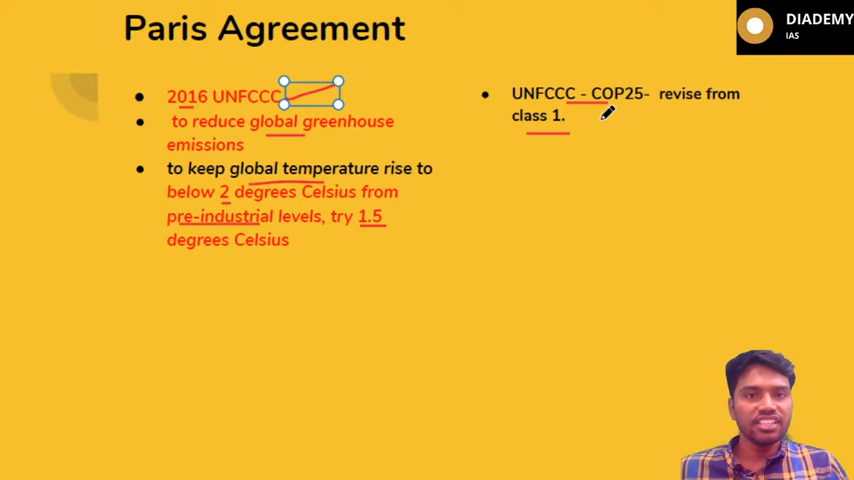 Paris Agreement
DIADEMY
IAS
2016 UNFCCC
to reduce global greenhouse
emissions
to keep global temperature rise to
below 2 degrees Celsius from
pre-industrial levels, try 1.5
degrees Celsius
UNFCCC - COP25- revise from
class 1.